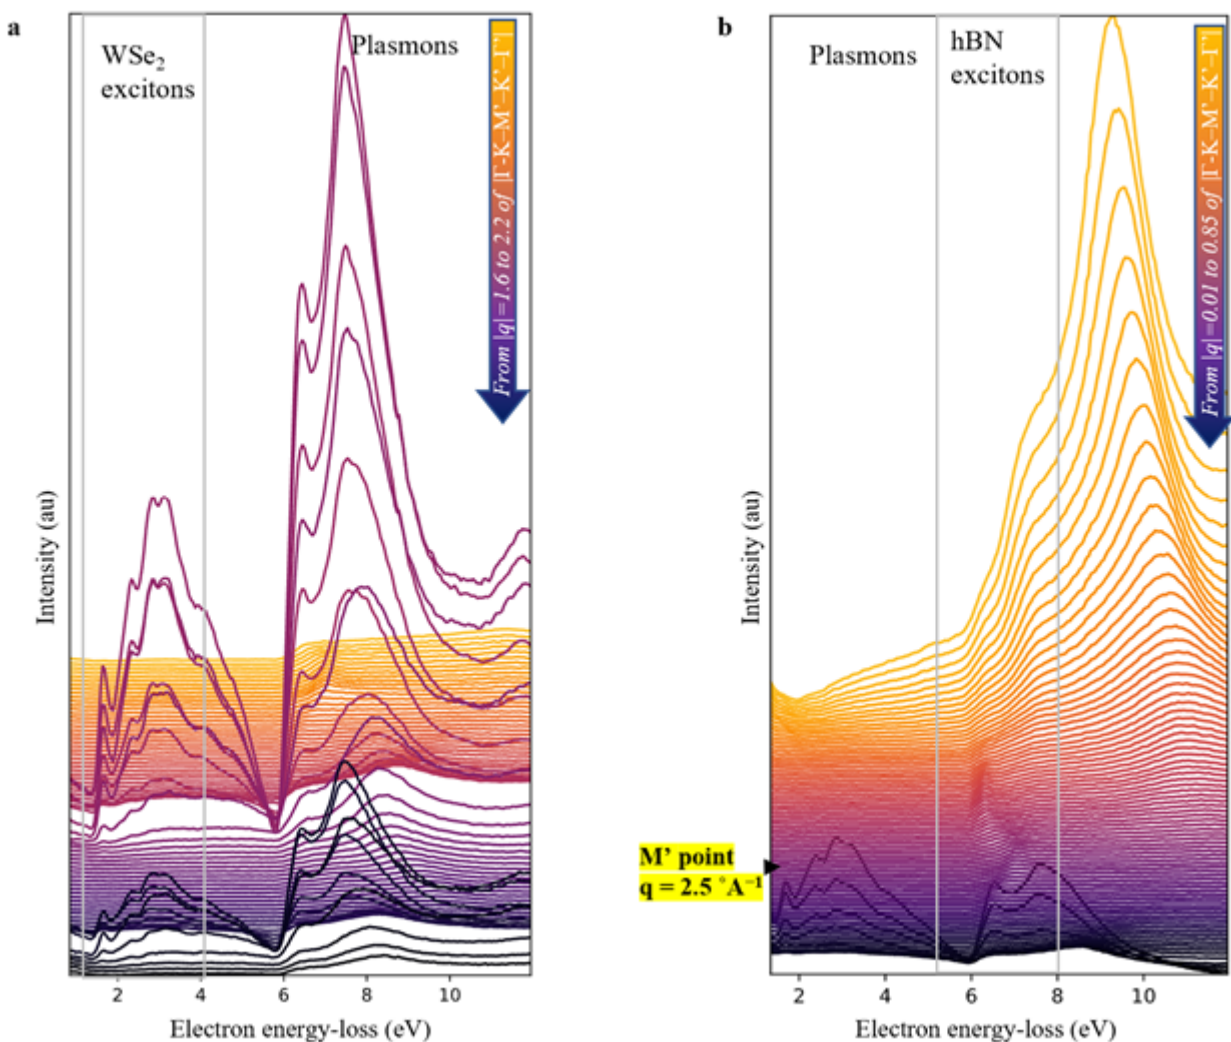 a
WSe₂
excitons
Plasmons
From |q|=1.6 to 2.2 of |Γ-K–M'–K'–Γ'|
Intensity (au)
2 4 6 8 10
Electron energy-loss (eV)
b
Plasmons
hBN
excitons
From |q|=0.01 to 0.85 of |Γ-K–M'–K'–Γ'|
Intensity (au)
M' point
q = 2.5 °A⁻¹
2 4 6 8 10
Electron energy-loss (eV)